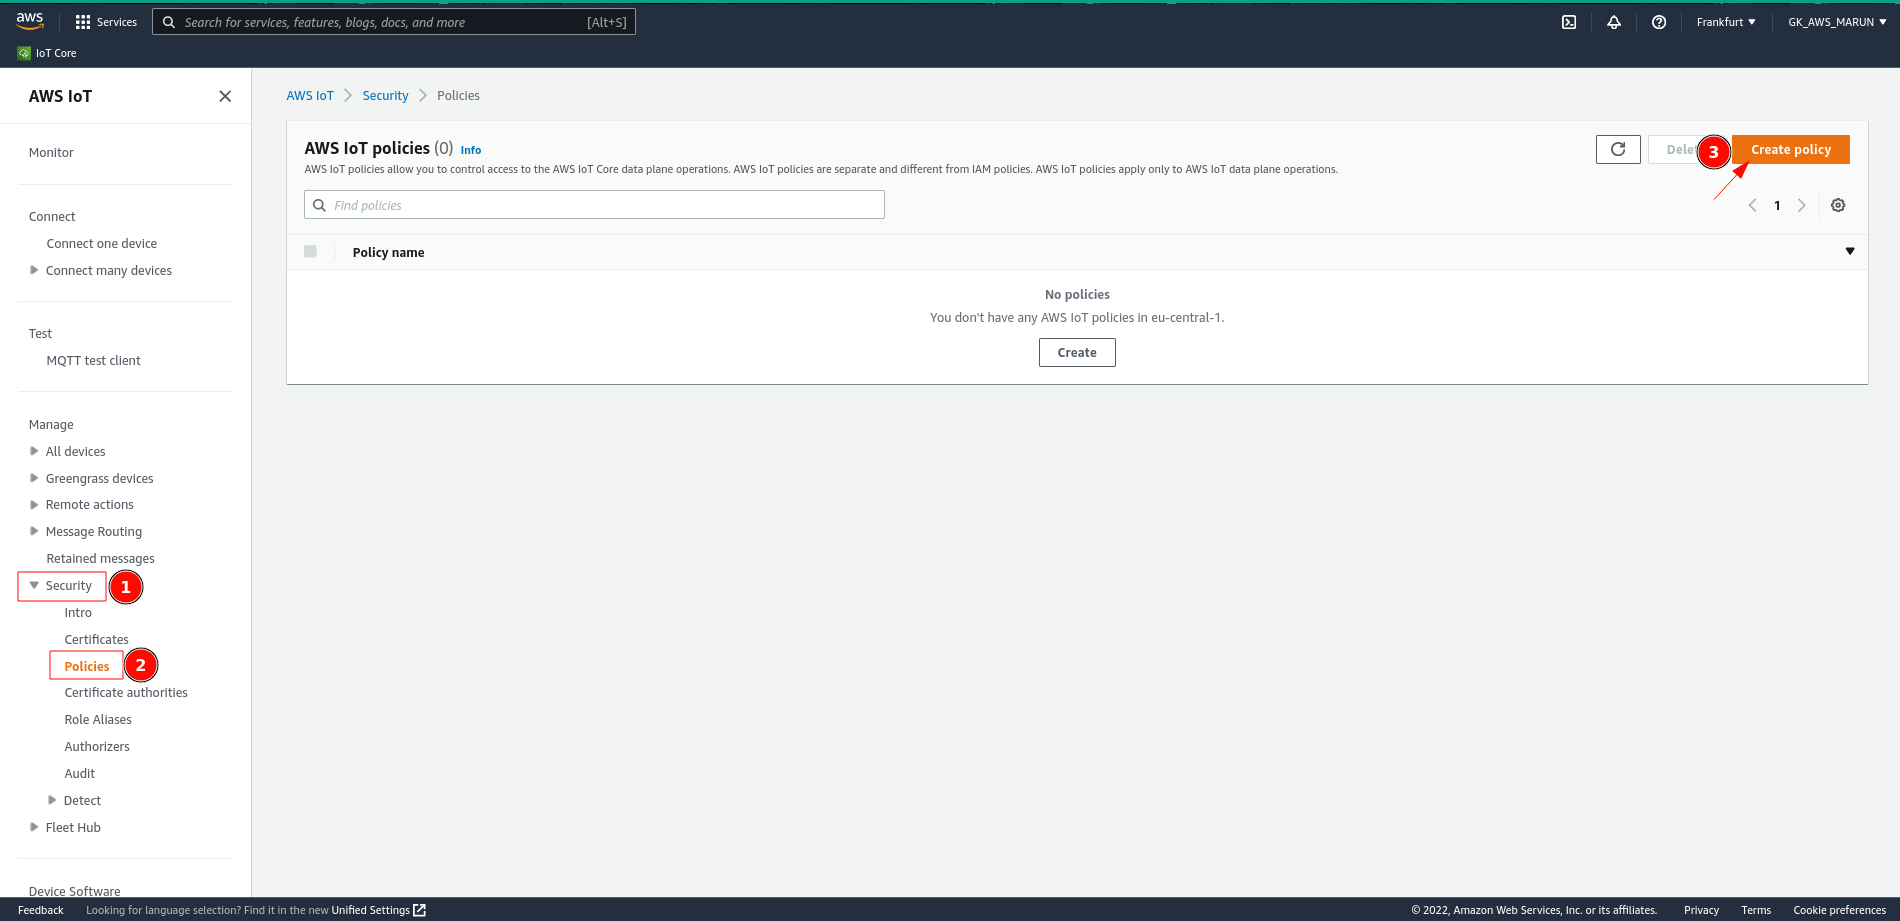 aws
Services
Search for services, features, blogs, docs, and more
[Alt+S]
Frankfurt
GK_AWS_MARUN
IoT Core
AWS IoT
Monitor
Connect
Connect one device
Connect many devices
Test
MQTT test client
Manage
All devices
Greengrass devices
Remote actions
Message Routing
Retained messages
Security
1
Intro
Certificates
Policies
2
Certificate authorities
Role Aliases
Authorizers
Audit
Detect
Fleet Hub
Device Software
AWS IoT
Security
Policies
AWS IoT policies (0) Info
AWS IoT policies allow you to control access to the AWS IoT Core data plane operations. AWS IoT policies are separate and different from IAM policies. AWS IoT policies apply only to AWS IoT data plane operations.
Delet
3
Create policy
Find policies
1
Policy name
No policies
You don't have any AWS IoT policies in eu-central-1.
Create
Feedback
Looking for language selection? Find it in the new Unified Settings
© 2022, Amazon Web Services, Inc. or its affiliates.
Privacy
Terms
Cookie preferences